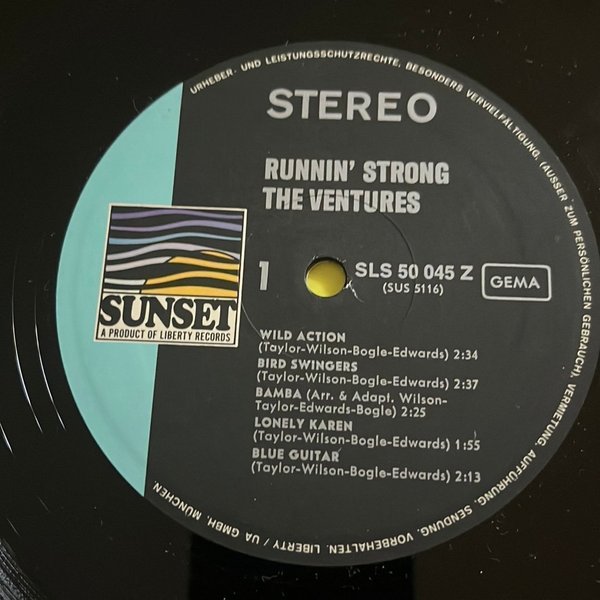 URHEBER- UND LEISTUNGSSCHUTZRECHTE, BESONDERS VERVIELFÄLTIGUNG, (AUSSER ZUM PERSÖNLICHEN GEBRAUCH), VERMIETUNG, AUFFÜHRUNG, SENDUNG, VORBEHALTEN. LIBERTY / UA GMBH, MÜNCHEN
STEREO
RUNNIN' STRONG
THE VENTURES
SUNSET
A PRODUCT OF LIBERTY RECORDS
1
SLS 50 045 Z
(SUS 5116)
GEMA
WILD ACTION
(Taylor-Wilson-Bogle-Edwards) 2:34
BIRD SWINGERS
(Taylor-Wilson-Bogle-Edwards) 2:37
BAMBA (Arr. & Adapt. Wilson-
Taylor-Edwards-Bogle) 2:25
LONELY KAREN
(Taylor-Wilson-Bogle-Edwards) 1:55
BLUE GUITAR
(Taylor-Wilson-Bogle-Edwards) 2:13